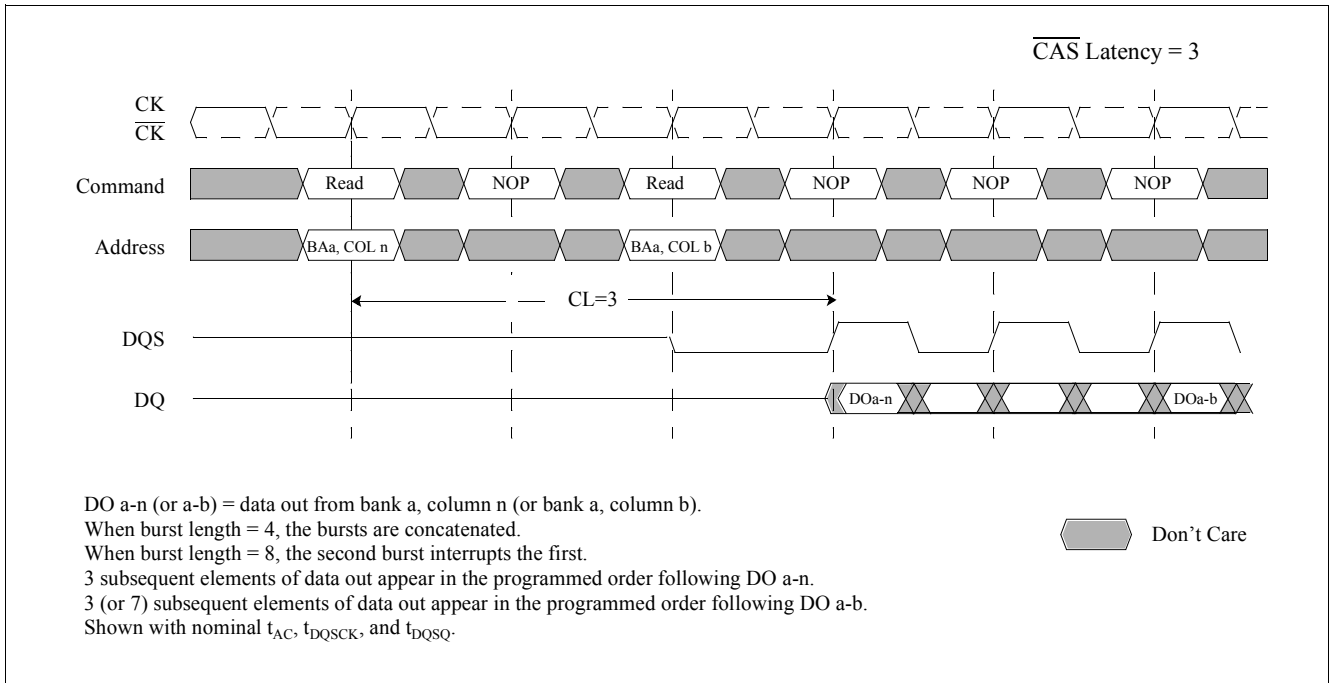 CAS Latency = 3
CK
CK
Command
Read
NOP
Read
NOP
NOP
NOP
Address
BAa, COL n
BAa, COL b
CL=3
DQS
DQ
DOa-n
DOa-b
DO a-n (or a-b) = data out from bank a, column n (or bank a, column b).
When burst length = 4, the bursts are concatenated.
When burst length = 8, the second burst interrupts the first.
3 subsequent elements of data out appear in the programmed order following DO a-n.
3 (or 7) subsequent elements of data out appear in the programmed order following DO a-b.
Shown with nominal tAC, tDQSCK, and tDQSQ.
Don't Care